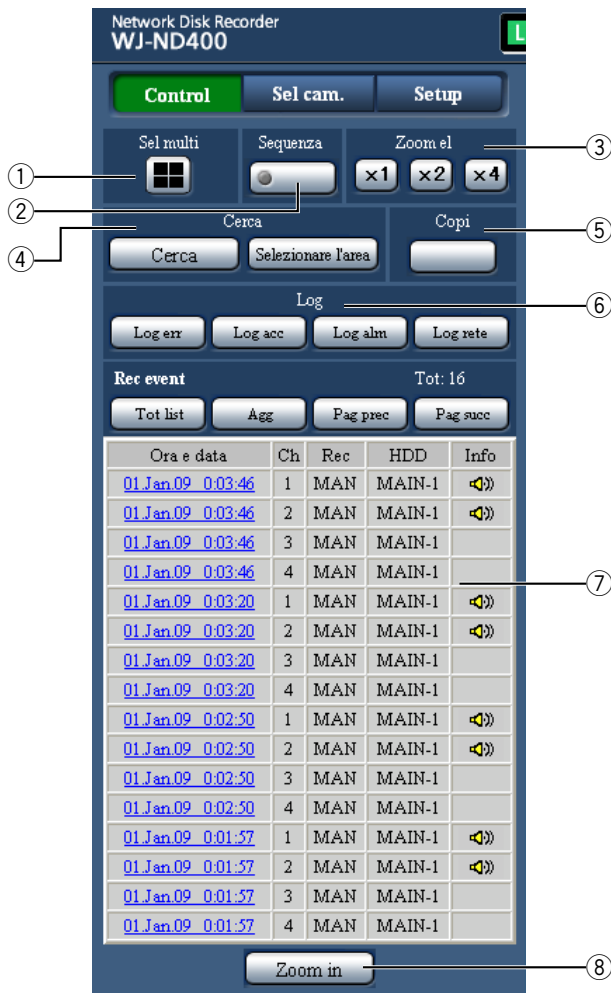 Network Disk Recorder
WJ-ND400
L
Control Sel cam. Setup
Sel multi Sequenza Zoom el
① ② ③
×1 ×2 ×4
④ ⑤
Cerca Copi
Cerca Selezionare l'area
Log ⑥
Log err Log acc Log alm Log rete
Rec event Tot: 16
Tot list Agg Pag prec Pag succ
Ora e data Ch Rec HDD Info
01.Jan.09 0:03:46 1 MAN MAIN-1
01.Jan.09 0:03:46 2 MAN MAIN-1
01.Jan.09 0:03:46 3 MAN MAIN-1
01.Jan.09 0:03:46 4 MAN MAIN-1
⑦
01.Jan.09 0:03:20 1 MAN MAIN-1
01.Jan.09 0:03:20 2 MAN MAIN-1
01.Jan.09 0:03:20 3 MAN MAIN-1
01.Jan.09 0:03:20 4 MAN MAIN-1
01.Jan.09 0:02:50 1 MAN MAIN-1
01.Jan.09 0:02:50 2 MAN MAIN-1
01.Jan.09 0:02:50 3 MAN MAIN-1
01.Jan.09 0:02:50 4 MAN MAIN-1
01.Jan.09 0:01:57 1 MAN MAIN-1
01.Jan.09 0:01:57 2 MAN MAIN-1
01.Jan.09 0:01:57 3 MAN MAIN-1
01.Jan.09 0:01:57 4 MAN MAIN-1
Zoom in ⑧